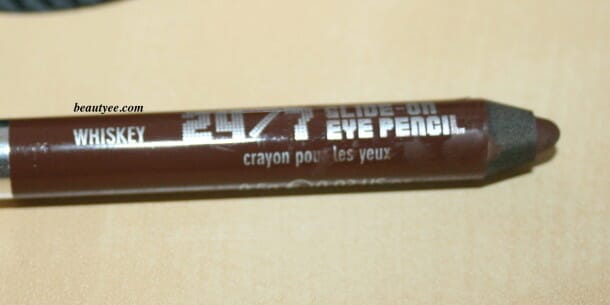 beautyee.com
WHISKEY
24/7
GLIDE-ON
EYE PENCIL
crayon pour les yeux